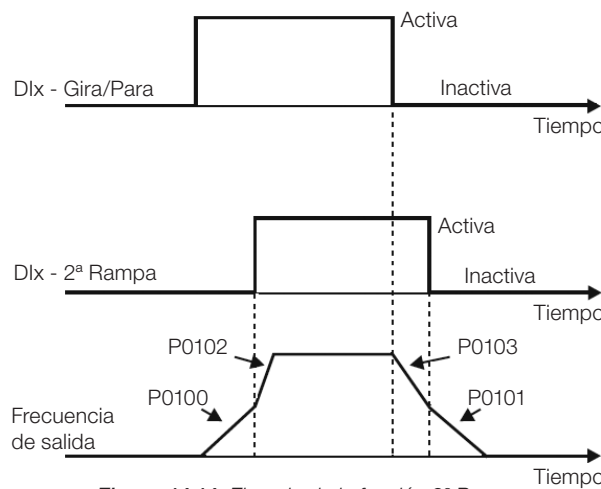 Activa
DIx - Gira/Para
Inactiva
Tiempo
Activa
DIx - 2ª Rampa
Inactiva
Tiempo
P0102
P0103
P0100
P0101
Frecuencia
de salida
Tiempo